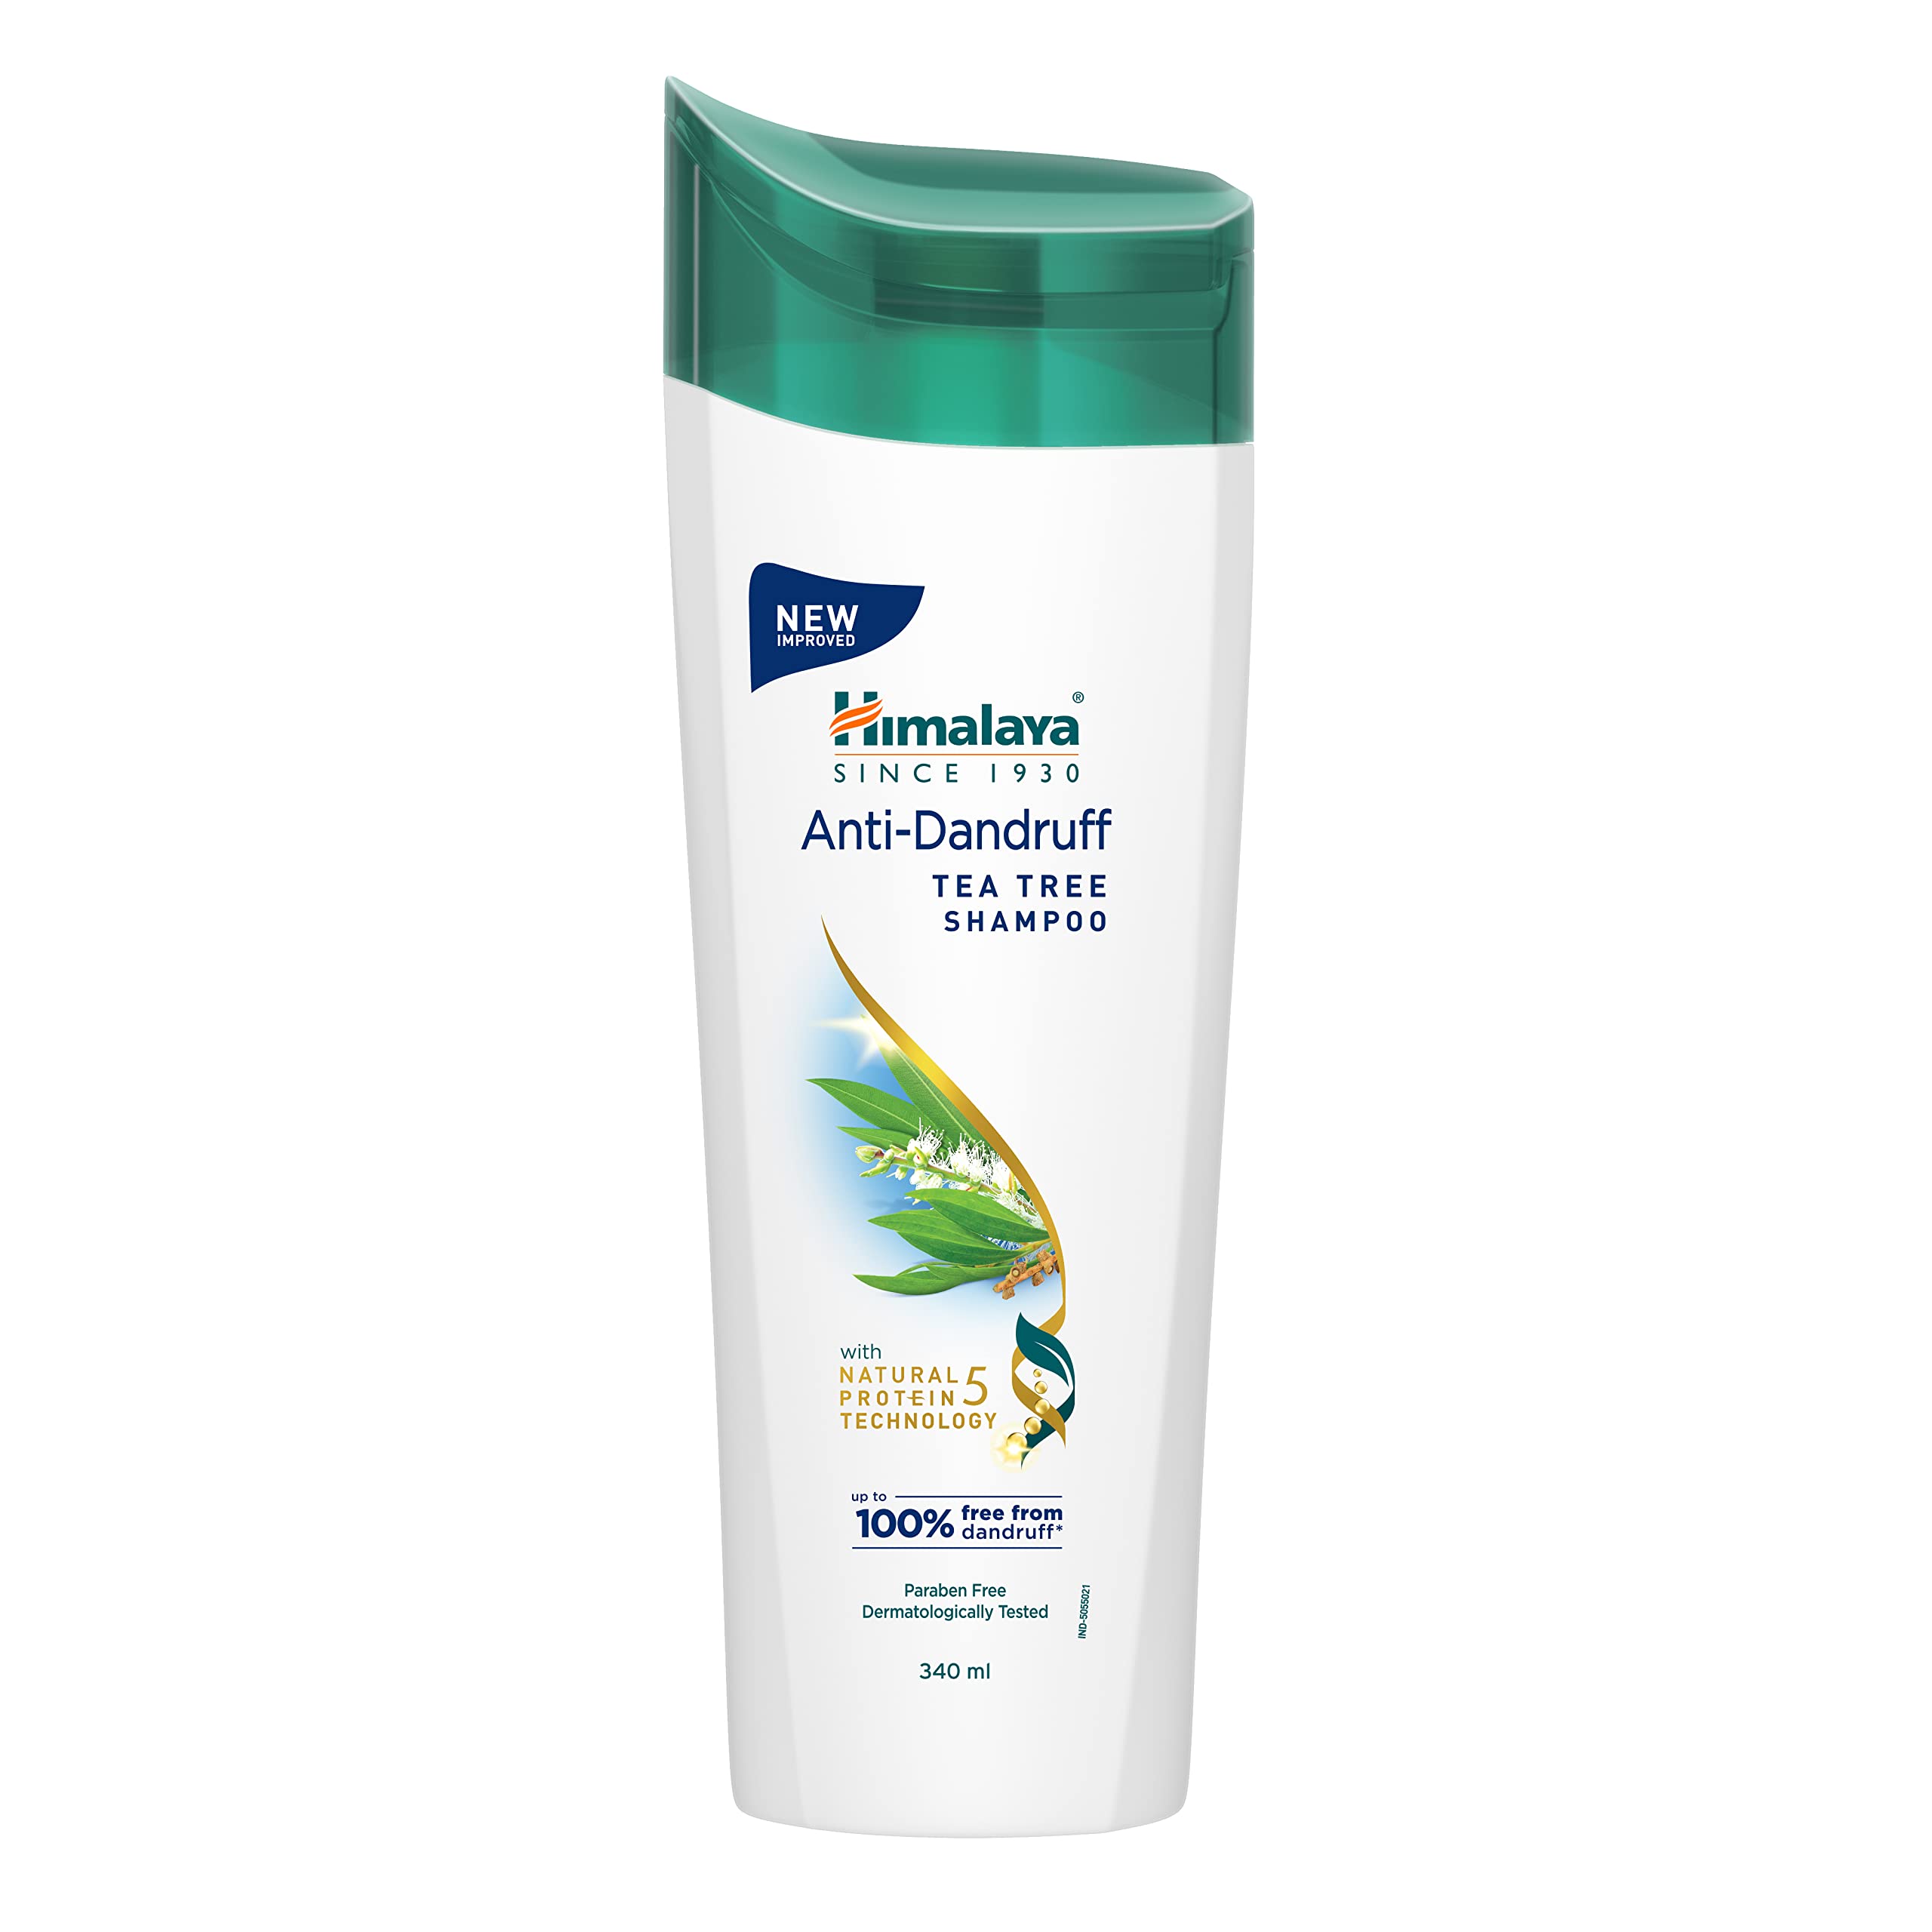 NEW
IMPROVED
Himalaya®
SINCE 1930
Anti-Dandruff
TEA TREE
SHAMPOO
with
NATURAL 5
PROTEIN
TECHNOLOGY
up to
100% free from
dandruff*
Paraben Free
Dermatologically Tested
IND-5055021
340 ml